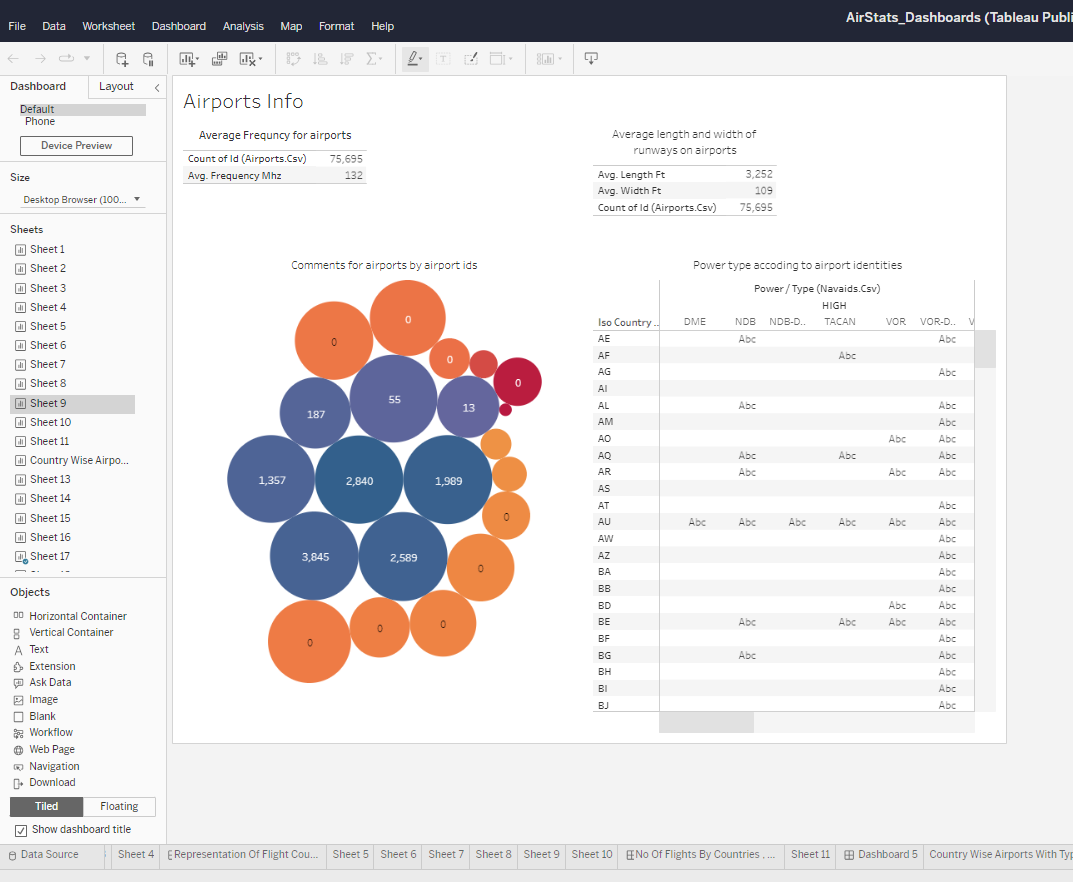 AirStats_Dashboards (Tableau Publi
File Data Worksheet Dashboard Analysis Map Format Help
Dashboard Layout
Default
Phone
Device Preview
Size
Desktop Browser (100...
Sheets
Sheet 1
Sheet 2
Sheet 3
Sheet 4
Sheet 5
Sheet 6
Sheet 7
Sheet 8
Sheet 9
Sheet 10
Sheet 11
Country Wise Airpo...
Sheet 13
Sheet 14
Sheet 15
Sheet 16
Sheet 17
Objects
Horizontal Container
Vertical Container
Text
Extension
Ask Data
Image
Blank
Workflow
Web Page
Navigation
Download
Tiled Floating
Show dashboard title
Airports Info
Average Frequncy for airports
Count of Id (Airports.Csv) 75,695
Avg. Frequency Mhz 132
Average length and width of
runways on airports
Avg. Length Ft 3,252
Avg. Width Ft 109
Count of Id (Airports.Csv) 75,695
Comments for airports by airport ids
0
0
0
0
55
13
187
1,357
2,840
1,989
0
3,845
2,589
0
0
0
0
Power type accoding to airport identities
Power / Type (Navaids.Csv)
HIGH
Iso Country .. DME NDB NDB-D.. TACAN VOR VOR-D.. V
AE Abc Abc
AF Abc
AG Abc
AI
AL Abc Abc
AM Abc
AO Abc Abc
AQ Abc Abc Abc
AR Abc Abc Abc
AS
AT Abc
AU Abc Abc Abc Abc Abc Abc
AW Abc
AZ Abc
BA Abc
BB Abc
BD Abc Abc
BE Abc Abc Abc Abc
BF Abc
BG Abc Abc
BH Abc
BI Abc
BJ Abc
Data Source Sheet 4 Representation Of Flight Cou... Sheet 5 Sheet 6 Sheet 7 Sheet 8 Sheet 9 Sheet 10 No Of Flights By Countries . ... Sheet 11 Dashboard 5 Country Wise Airports With Typ